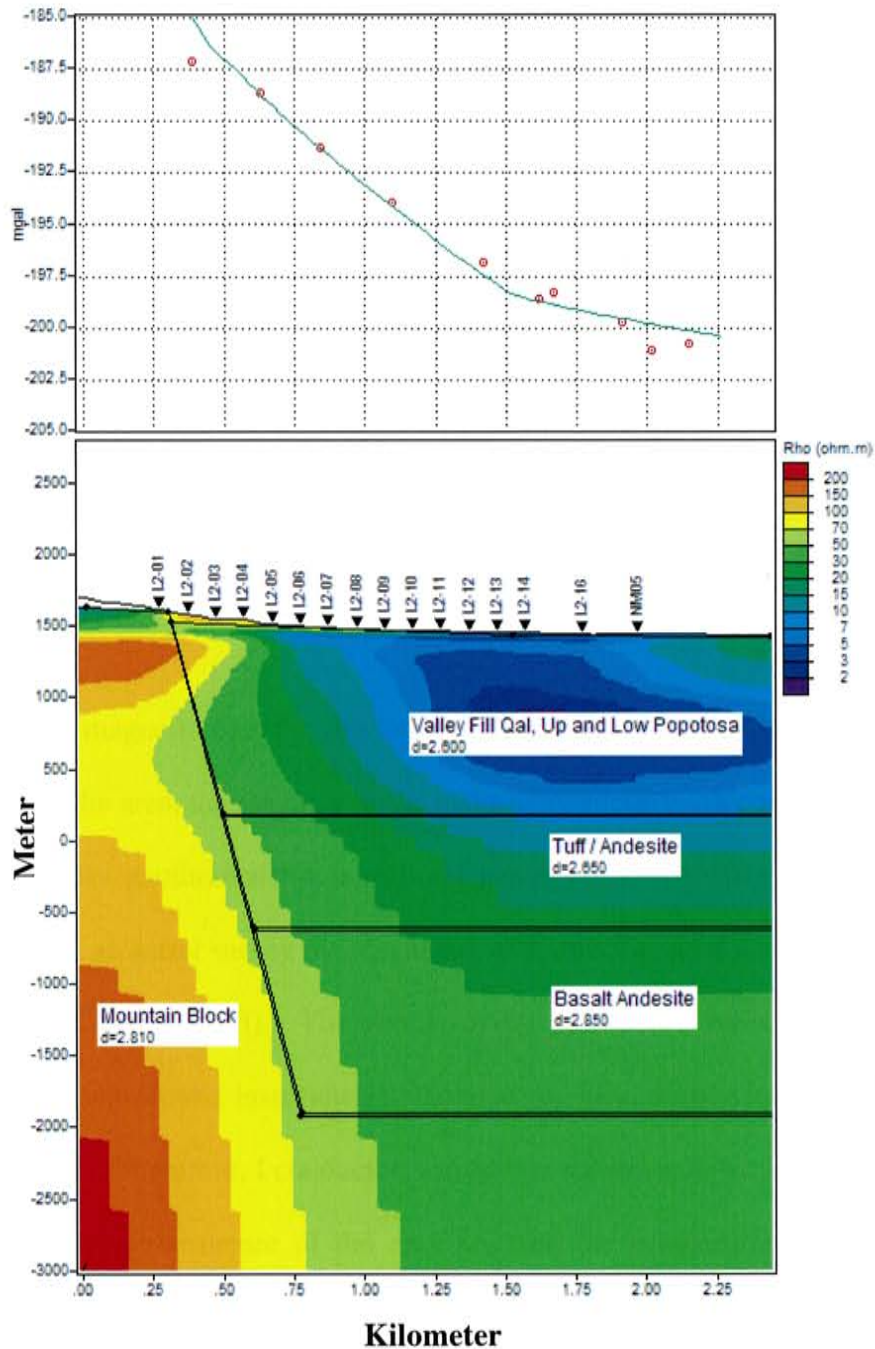 -185.0
-187.5
-190.0
-192.5
-195.0
-197.5
-200.0
-202.5
-205.0
mgal
Rho (ohm.m)
200
150
100
70
50
30
20
15
10
7
5
3
2
2500
2000
1500
1000
500
0
-500
-1000
-1500
-2000
-2500
-3000
Meter
L2-01
L2-02
L2-03
L2-04
L2-05
L2-06
L2-07
L2-08
L2-09
L2-10
L2-11
L2-12
L2-13
L2-14
L2-16
NM05
Valley Fill Qal, Up and Low Popotosa
d=2.600
Tuff / Andesite
d=2.650
Basalt Andesite
d=2.850
Mountain Block
d=2.810
.00 .25 .50 .75 1.00 1.25 1.50 1.75 2.00 2.25
Kilometer